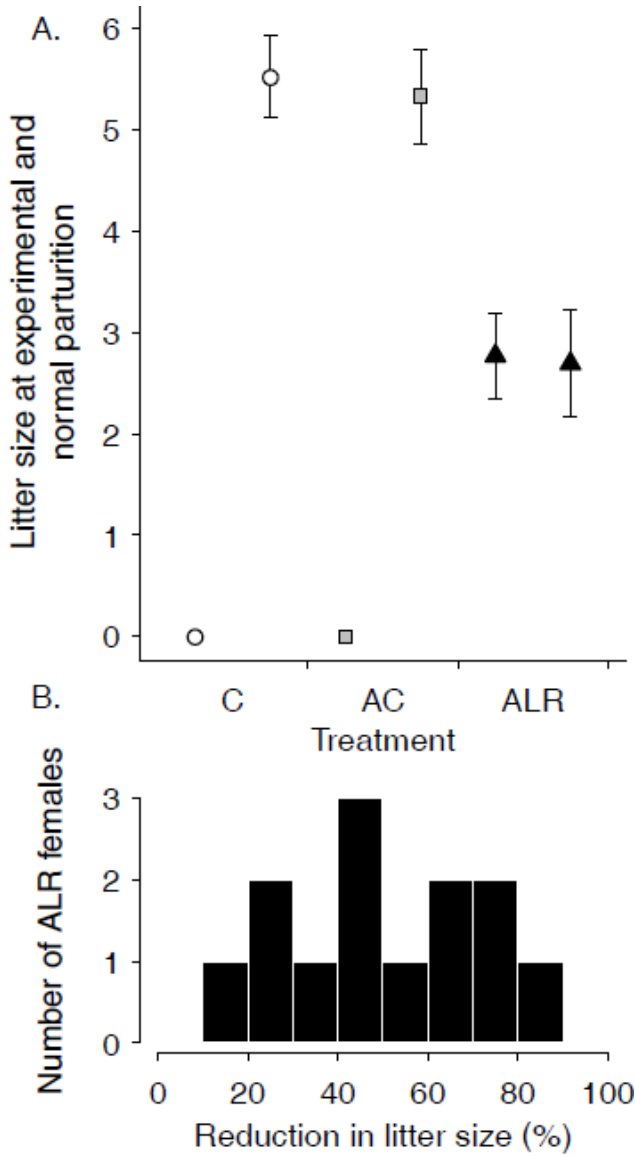 A.
Litter size at experimental and
normal parturition
6
5
4
3
2
1
0
C AC ALR
Treatment
B.
Number of ALR females
3
2
1
0
0 20 40 60 80 100
Reduction in litter size (%)